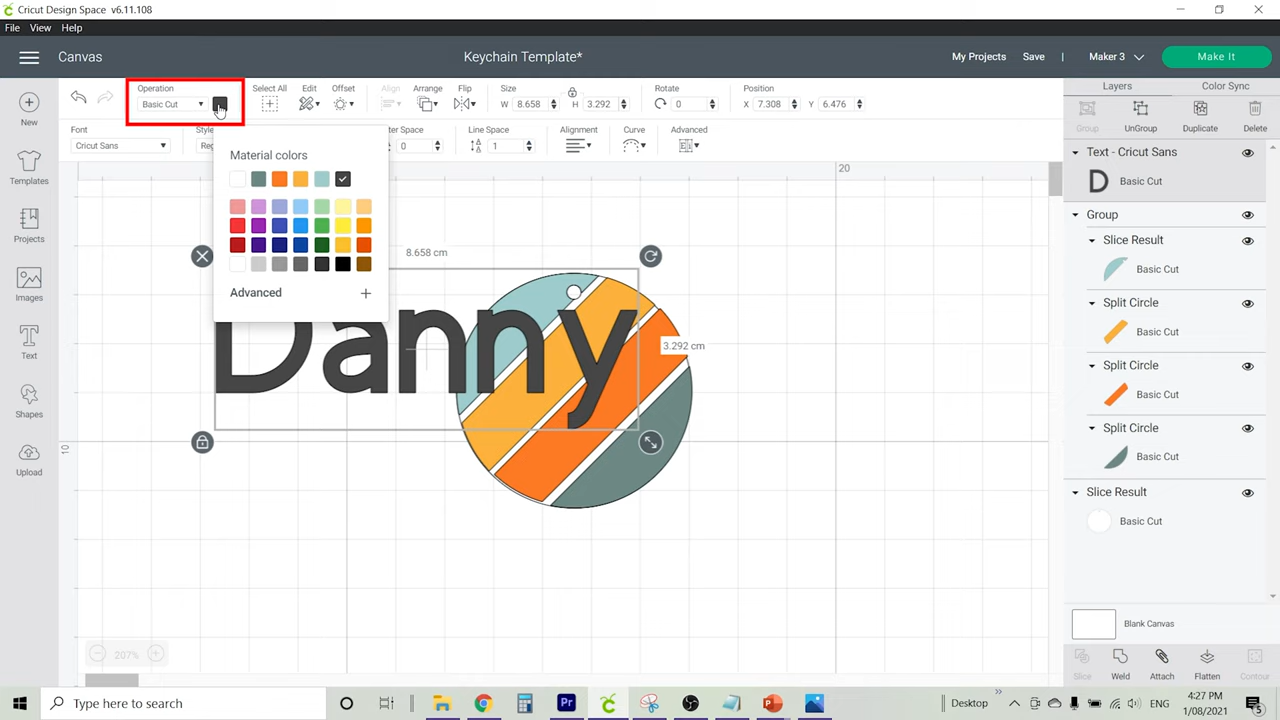 Cricut Design Space v6.11.108
File View Help
Canvas
Keychain Template*
My Projects Save Maker 3 Make It
Operation
Basic Cut
Select All Edit Offset Align Arrange Flip Size Rotate Position
W 8.658 H 3.292 0 X 7.308 Y 6.476
Font
Cricut Sans
Line Space
1
0
Alignment Curve Advanced
New
Templates
Projects
Images
Text
Shapes
Upload
Material colors
Advanced +
20
10
8.658 cm
3.292 cm
Danny
207%
Layers Color Sync
Group UnGroup Duplicate Delete
Text - Cricut Sans
Basic Cut
Group
Slice Result
Basic Cut
Split Circle
Basic Cut
Split Circle
Basic Cut
Split Circle
Basic Cut
Slice Result
Basic Cut
Blank Canvas
Slice Weld Attach Flatten Contour
Type here to search
Desktop
ENG
4:27 PM
1/08/2021